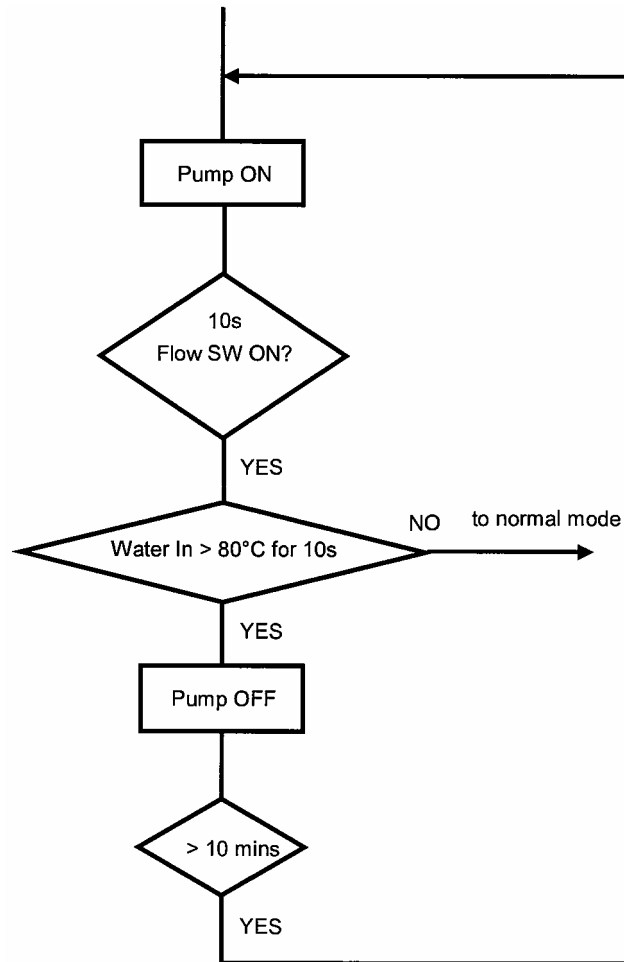 Pump ON
10s
Flow SW ON?
YES
Water In > 80°C for 10s
NO
to normal mode
YES
Pump OFF
> 10 mins
YES